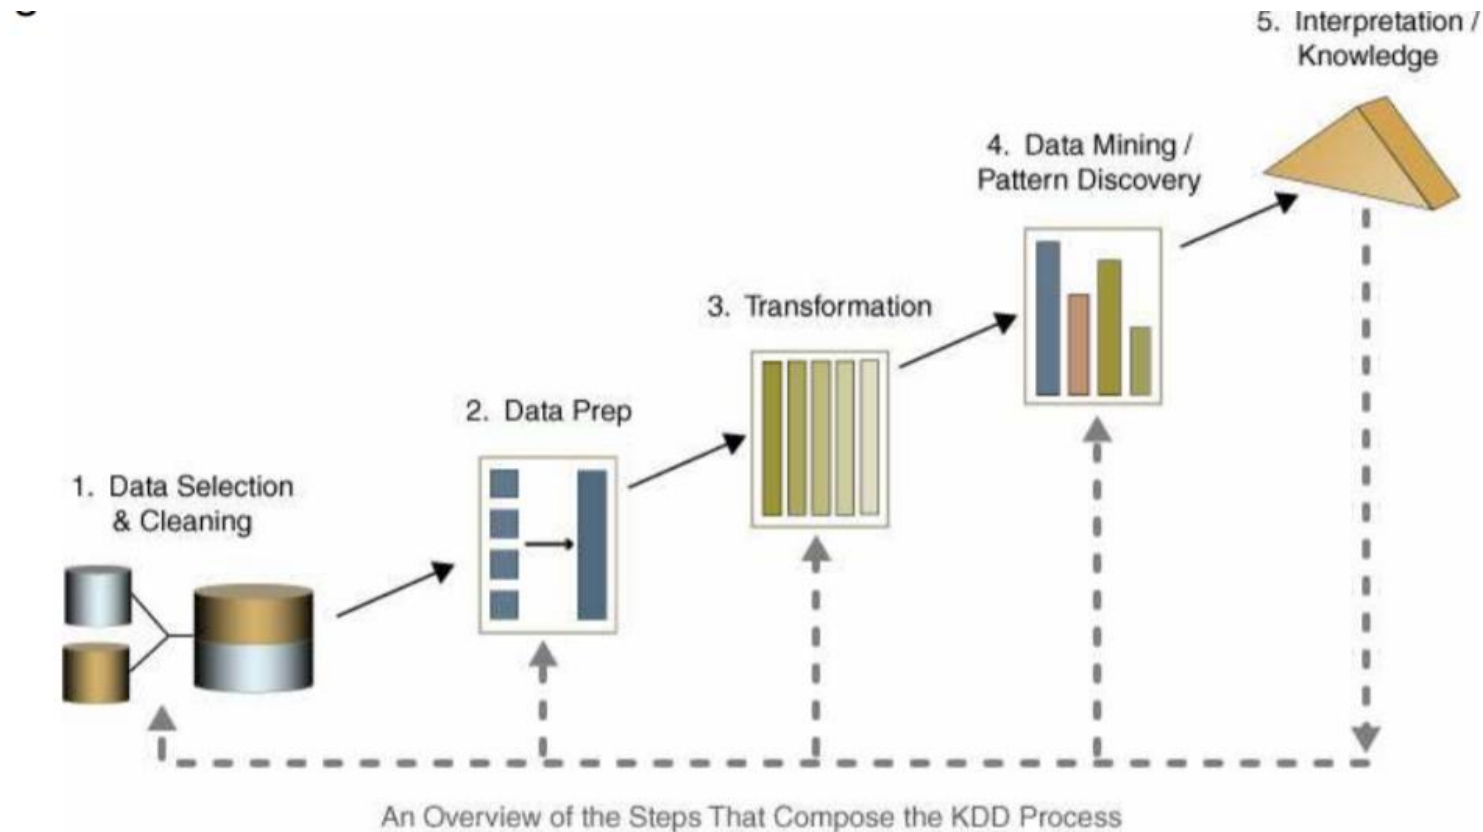 5. Interpretation /
Knowledge
4. Data Mining /
Pattern Discovery
3. Transformation
2. Data Prep
1. Data Selection
& Cleaning
An Overview of the Steps That Compose the KDD Process